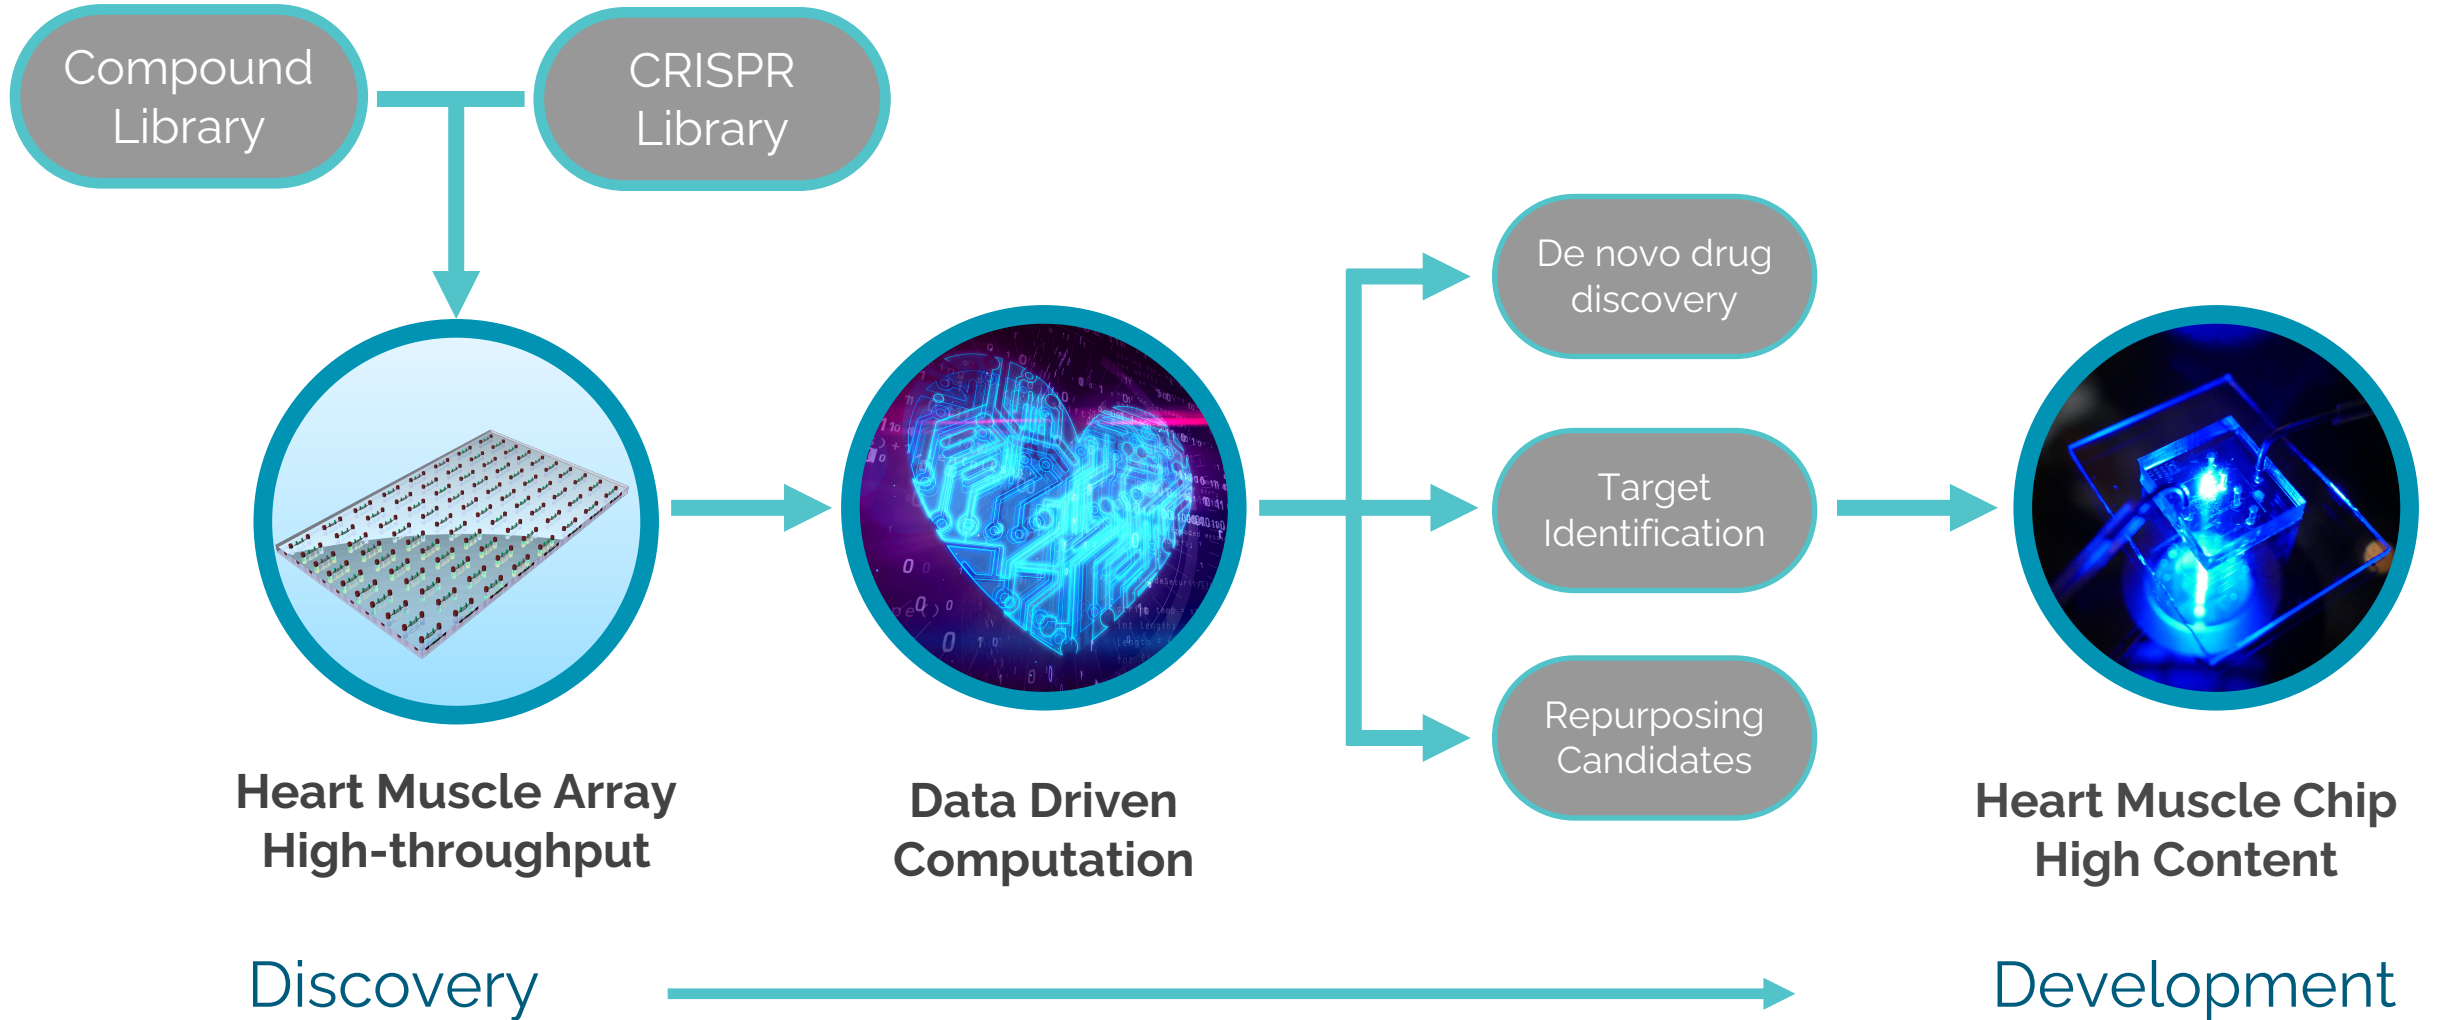 Compound
Library
CRISPR
Library
De novo drug
discovery
Target
Identification
Repurposing
Candidates
Heart Muscle Array
High-throughput
Data Driven
Computation
Heart Muscle Chip
High Content
Discovery
Development